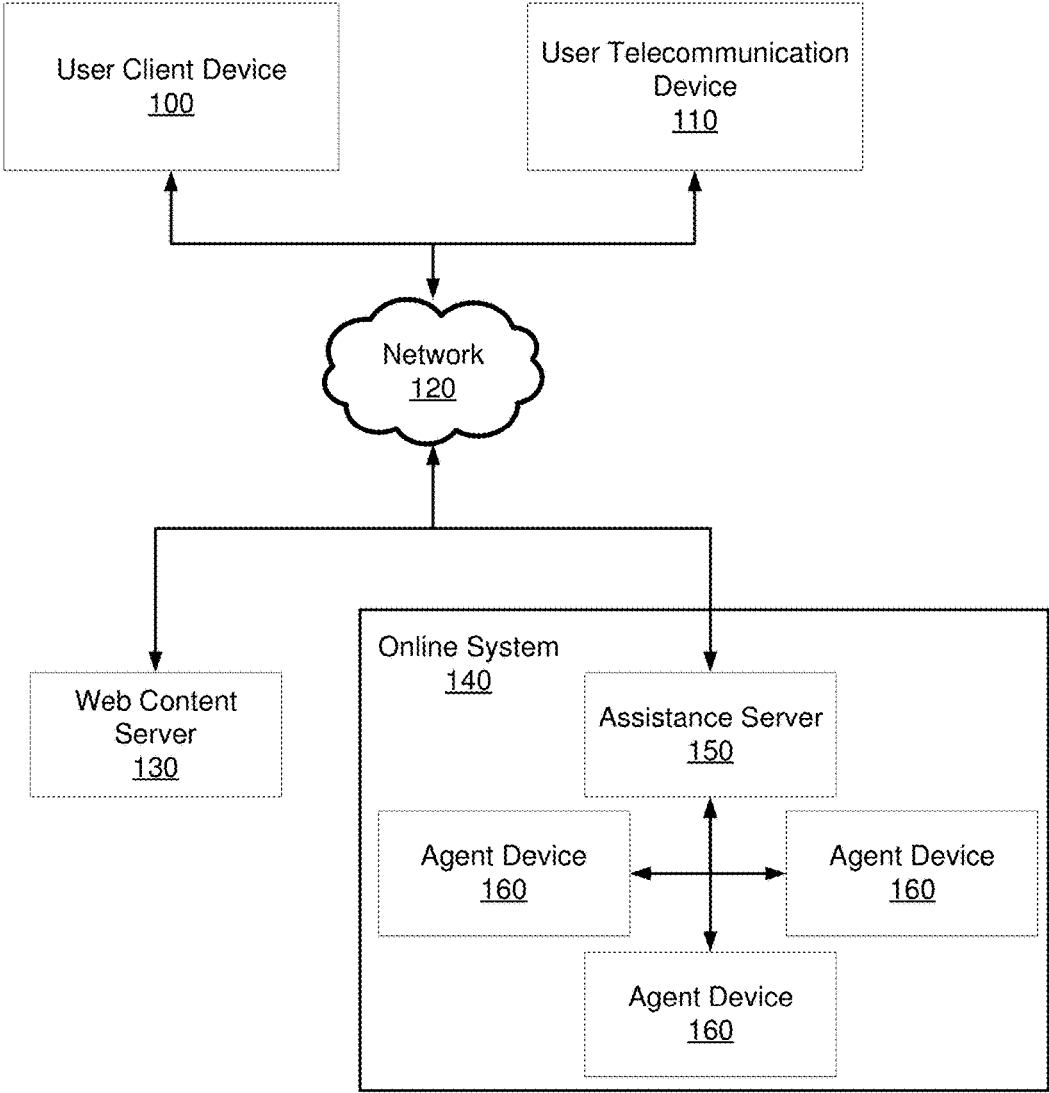 User Client Device
100
User Telecommunication
Device
110
Network
120
Online System
140
Web Content
Server
130
Assistance Server
150
Agent Device
160
Agent Device
160
Agent Device
160